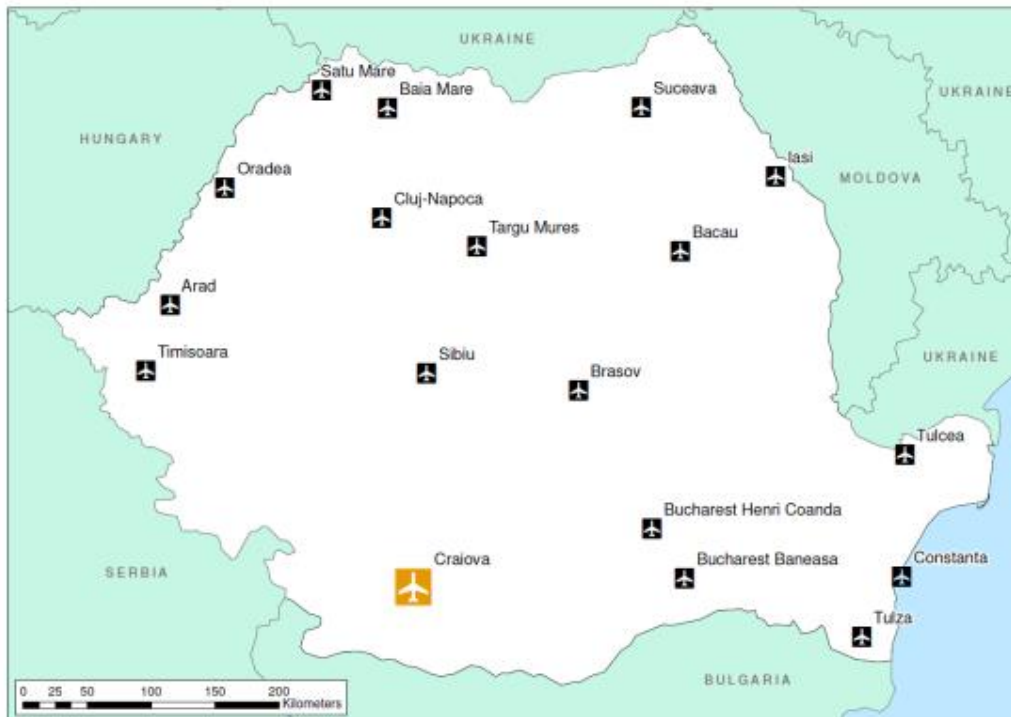 UKRAINE
Satu Mare
Baia Mare
Suceava
UKRAINE
HUNGARY
Iasi
Oradea
MOLDOVA
Cluj-Napoca
Targu Mures
Bacau
Arad
Timisoara
Sibiu
UKRAINE
Brasov
Tulcea
Bucharest Henri Coanda
Craiova
Bucharest Baneasa
Constanta
SERBIA
Tulza
BULGARIA
0 25 50 100 150 200
Kilometers